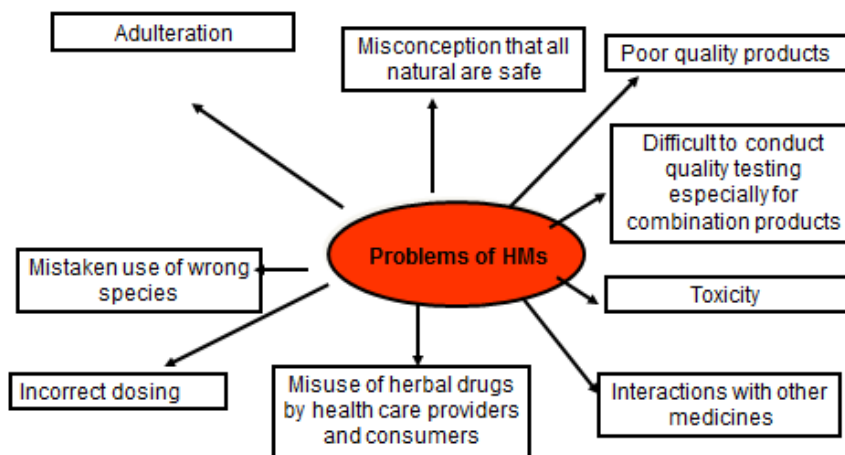 Adulteration
Misconception that all
natural are safe
Poor quality products
Difficult to conduct
quality testing
especially for
combination products
Problems of HMs
Mistaken use of wrong
species
Toxicity
Incorrect dosing
Misuse of herbal drugs
by health care providers
and consumers
Interactions with other
medicines